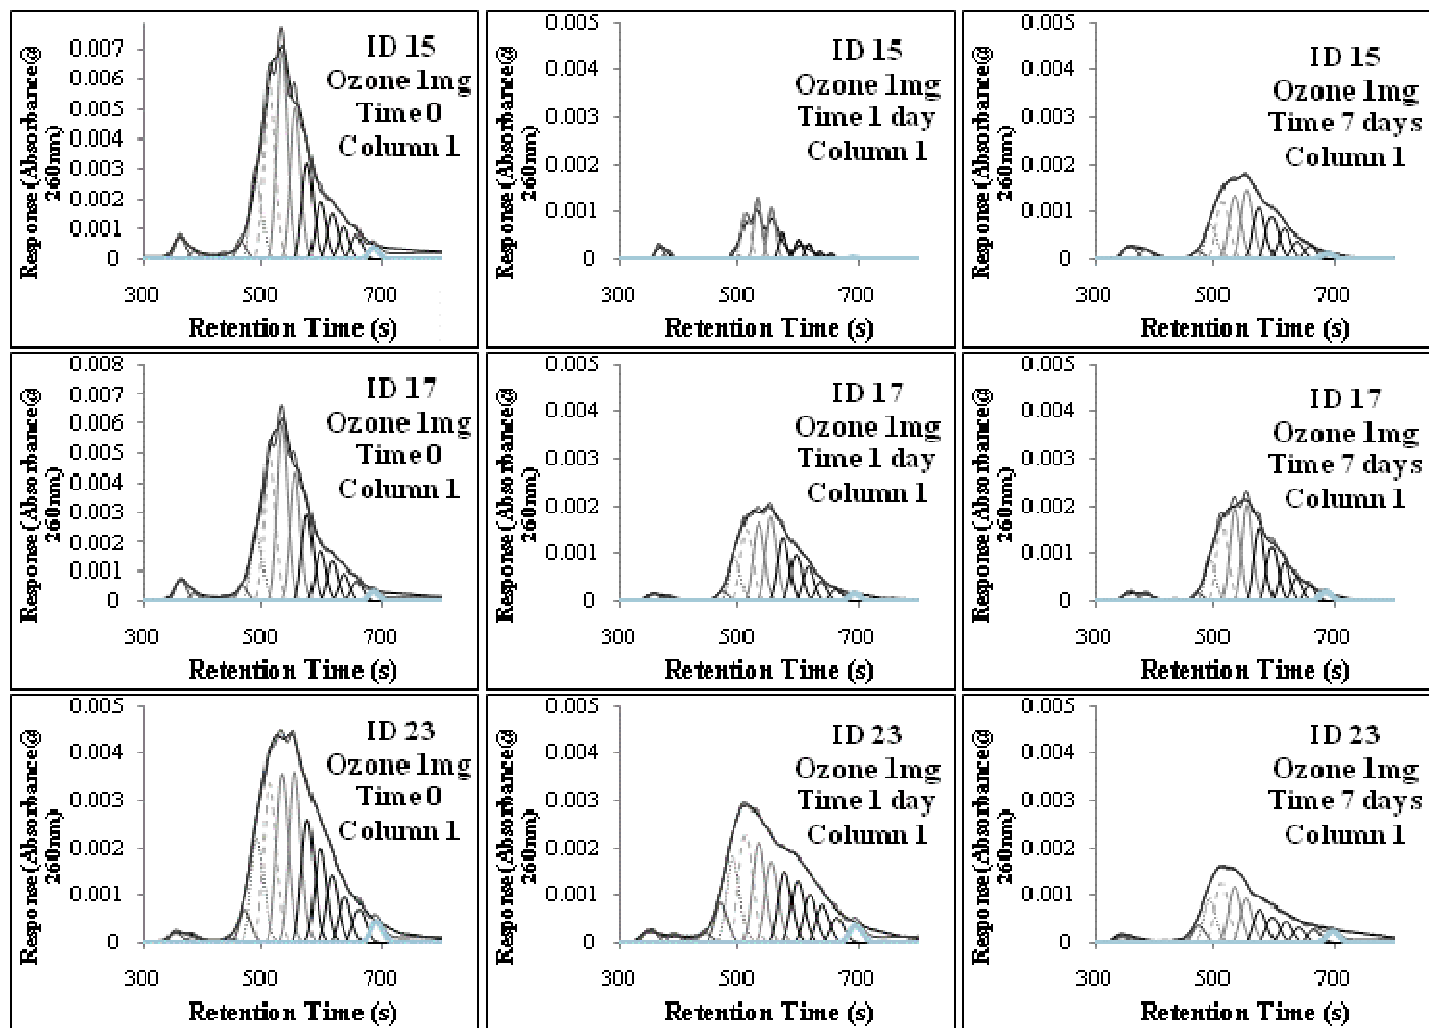 Response (Absorbance@
260nm)
0.007
0.006
0.005
0.004
0.003
0.002
0.001
0
ID 15
Ozone 1mg
Time 0
Column 1
300
500
700
Retention Time (s)
Response (Absorbance@
260nm)
0.005
0.004
0.003
0.002
0.001
0
ID 15
Ozone 1mg
Time 1 day
Column 1
300
500
700
Retention Time (s)
Response (Absorbance@
260nm)
0.005
0.004
0.003
0.002
0.001
0
ID 15
Ozone 1mg
Time 7 days
Column 1
300
500
700
Retention Time (s)
Response (Absorbance@
260nm)
0.008
0.007
0.006
0.005
0.004
0.003
0.002
0.001
0
ID 17
Ozone 1mg
Time 0
Column 1
300
500
700
Retention Time (s)
Response (Absorbance@
260nm)
0.005
0.004
0.003
0.002
0.001
0
ID 17
Ozone 1mg
Time 1 day
Column 1
300
500
700
Retention Time (s)
Response (Absorbance@
260nm)
0.005
0.004
0.003
0.002
0.001
0
ID 17
Ozone 1mg
Time 7 days
Column 1
300
500
700
Retention Time (s)
Response (Absorbance@
260nm)
0.005
0.004
0.003
0.002
0.001
0
ID 23
Ozone 1mg
Time 0
Column 1
300
500
700
Retention Time (s)
Response (Absorbance@
260nm)
0.005
0.004
0.003
0.002
0.001
0
ID 23
Ozone 1mg
Time 1 day
Column 1
300
500
700
Retention Time (s)
Response (Absorbance@
260nm)
0.005
0.004
0.003
0.002
0.001
0
ID 23
Ozone 1mg
Time 7 days
Column 1
300
500
700
Retention Time (s)